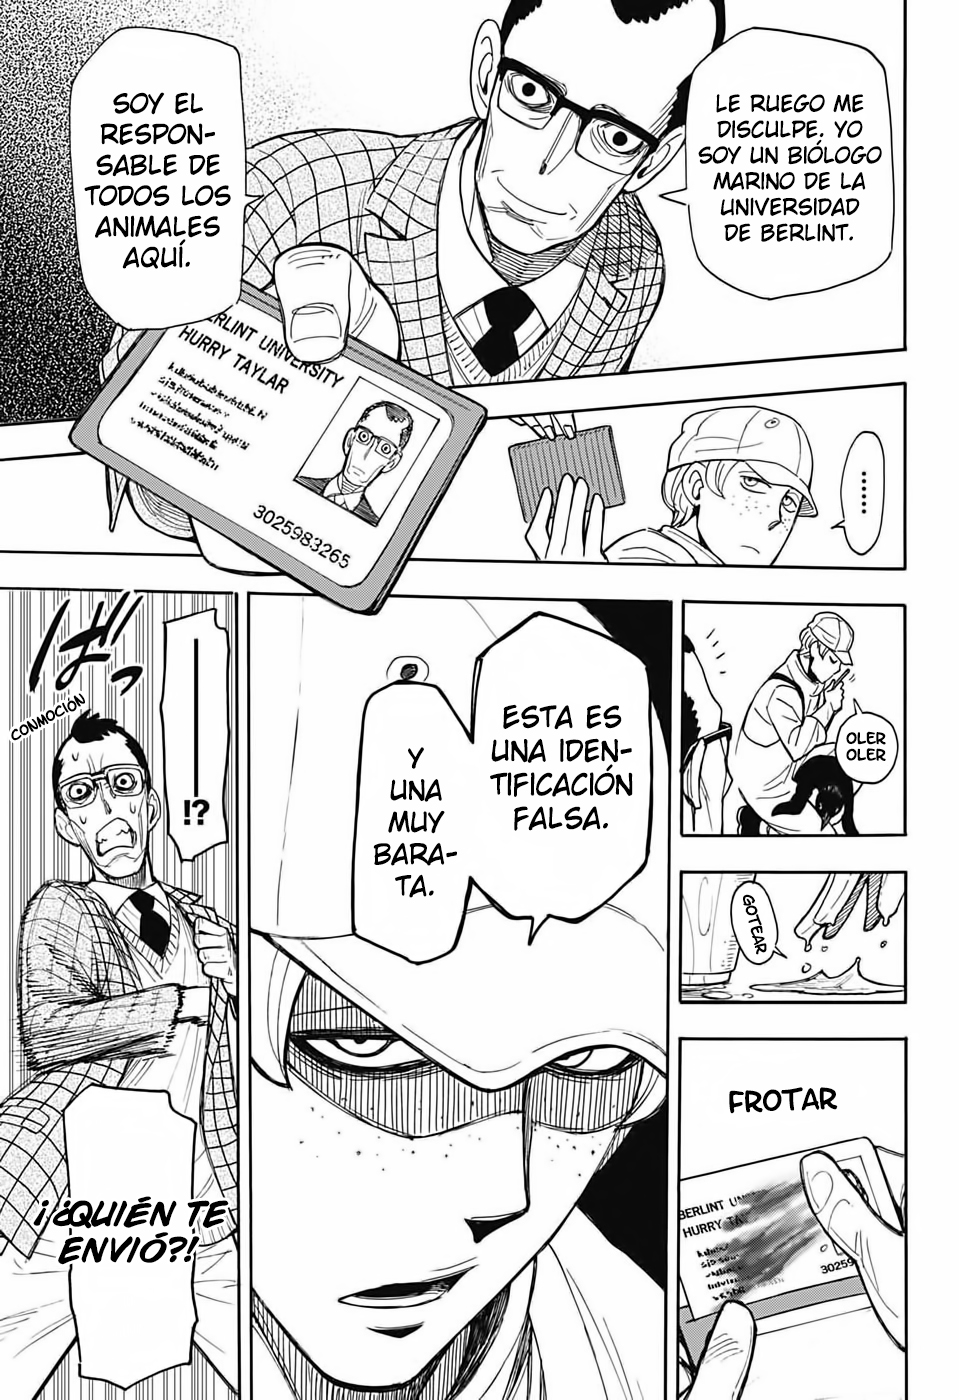 LE RUEGO ME
DISCULPE. YO
SOY UN BIÓLOGO
MARINO DE LA
UNIVERSIDAD
DE BERLINT.
SOY EL
RESPON-
SABLE DE
TODOS LOS
ANIMALES
AQUÍ.
BERLINT UNIVERSITY
HURRY TAYLAR
3025983265
........
OLER
OLER
GOTEAR
FROTAR
BERLINT UNI
HURRY TA
30259
ESTA ES
UNA IDEN-
TIFICACIÓN
FALSA.
Y
UNA
MUY
BARA-
TA.
ばっ
CONMOCIÓN
!?
¡¿QUIÉN TE
ENVIÓ?!